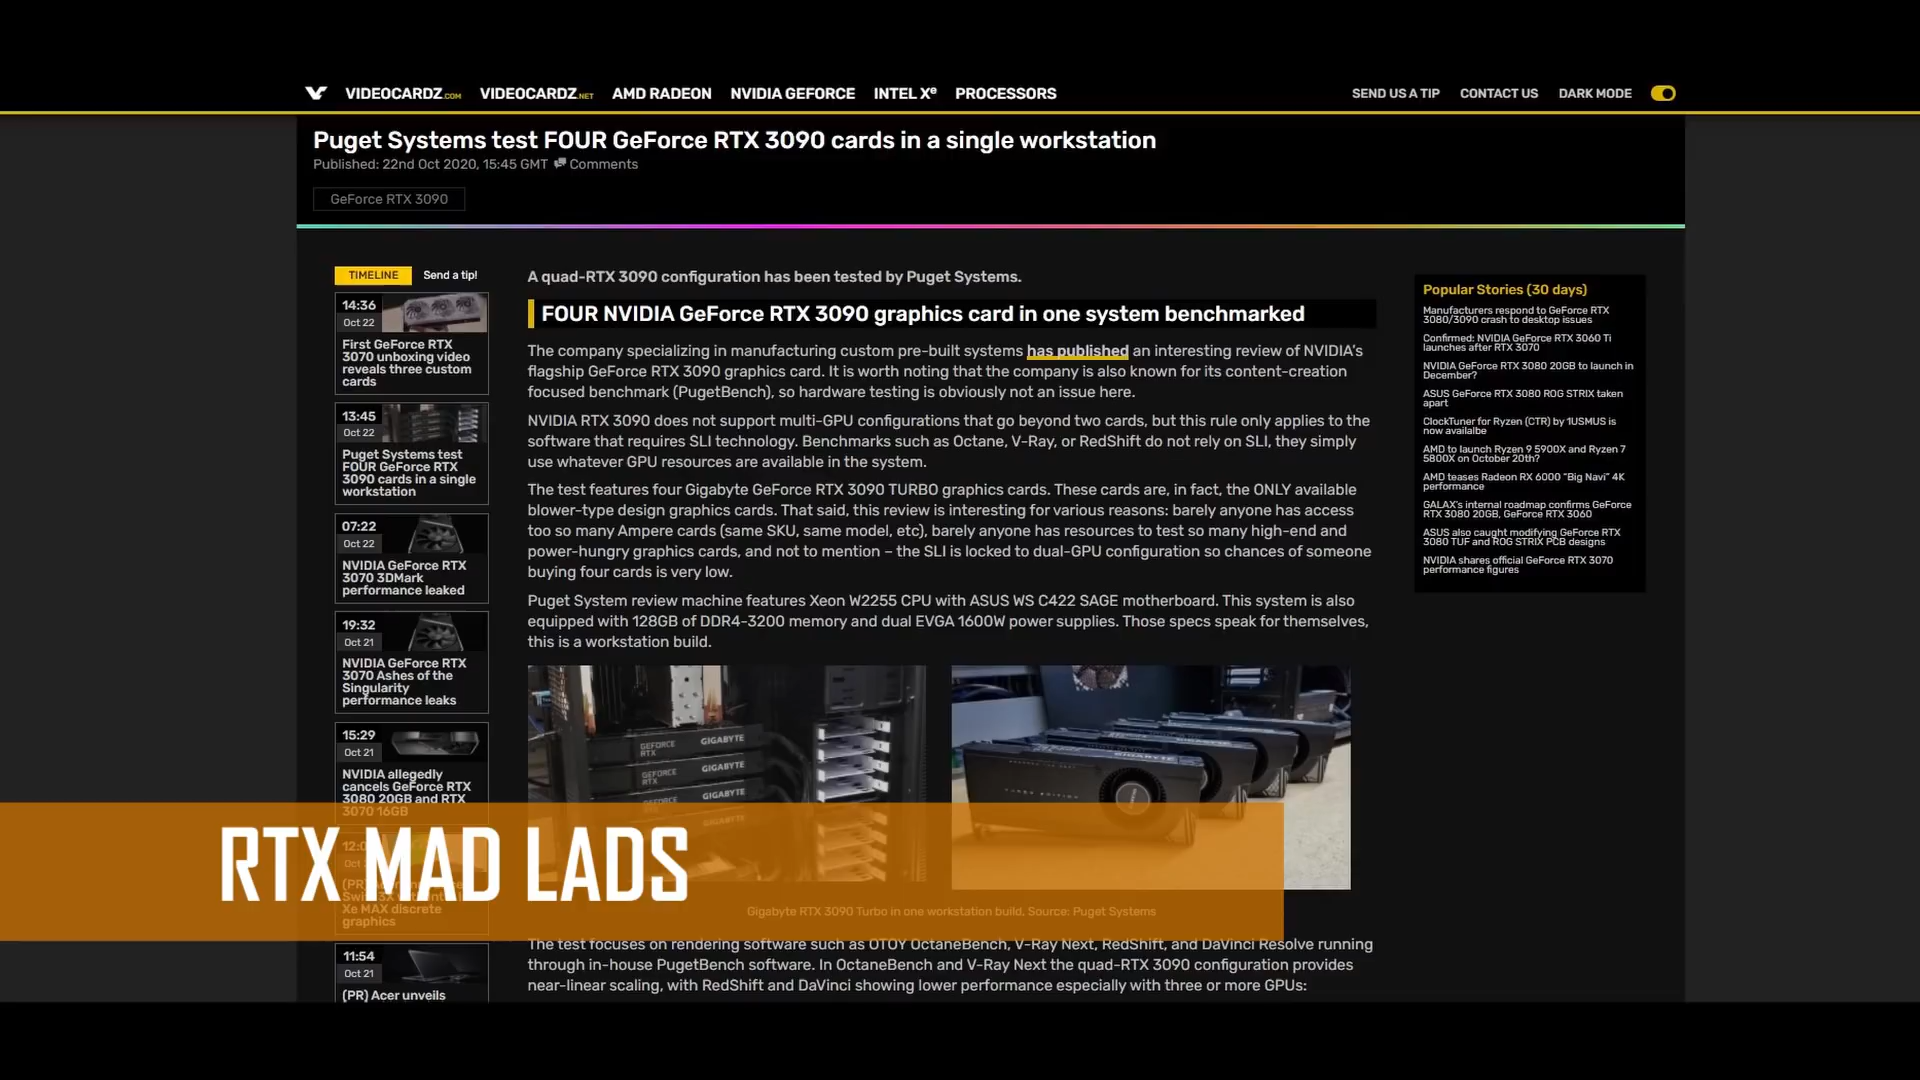 VIDEOCARDZ.COM VIDEOCARDZ.NET AMD RADEON NVIDIA GEFORCE INTEL Xe PROCESSORS SEND US A TIP CONTACT US DARK MODE
Puget Systems test FOUR GeForce RTX 3090 cards in a single workstation
Published: 22nd Oct 2020, 15:45 GMT Comments
GeForce RTX 3090
TIMELINE Send a tip!
14:36
Oct 22
First GeForce RTX
3070 unboxing video
reveals three custom
cards
13:45
Oct 22
Puget Systems test
FOUR GeForce RTX
3090 cards in a single
workstation
07:22
Oct 22
NVIDIA GeForce RTX
3070 3DMark
performance leaked
19:32
Oct 21
NVIDIA GeForce RTX
3070 Ashes of the
Singularity
performance leaks
15:29
Oct 21
NVIDIA allegedly
cancels GeForce RTX
3080 20GB and RTX
3070 16GB
Xe MAX discrete
graphics
11:54
Oct 21
(PR) Acer unveils
A quad-RTX 3090 configuration has been tested by Puget Systems.
FOUR NVIDIA GeForce RTX 3090 graphics card in one system benchmarked
The company specializing in manufacturing custom pre-built systems has published an interesting review of NVIDIA's
flagship GeForce RTX 3090 graphics card. It is worth noting that the company is also known for its content-creation
focused benchmark (PugetBench), so hardware testing is obviously not an issue here.
NVIDIA RTX 3090 does not support multi-GPU configurations that go beyond two cards, but this rule only applies to the
software that requires SLI technology. Benchmarks such as Octane, V-Ray, or RedShift do not rely on SLI, they simply
use whatever GPU resources are available in the system.
The test features four Gigabyte GeForce RTX 3090 TURBO graphics cards. These cards are, in fact, the ONLY available
blower-type design graphics cards. That said, this review is interesting for various reasons: barely anyone has access
too so many Ampere cards (same SKU, same model, etc), barely anyone has resources to test so many high-end and
power-hungry graphics cards, and not to mention – the SLI is locked to dual-GPU configuration so chances of someone
buying four cards is very low.
Puget System review machine features Xeon W2255 CPU with ASUS WS C422 SAGE motherboard. This system is also
equipped with 128GB of DDR4-3200 memory and dual EVGA 1600W power supplies. Those specs speak for themselves,
this is a workstation build.
GEFORCE RTX GIGABYTE
GEFORCE RTX GIGABYTE
GEFORCE RTX GIGABYTE
RTX MAD LADS
Gigabyte RTX 3090 Turbo in one workstation build. Source: Puget Systems
The test focuses on rendering software such as OTOY OctaneBench, V-Ray Next, RedShift, and DaVinci Resolve running
through in-house PugetBench software. In OctaneBench and V-Ray Next the quad-RTX 3090 configuration provides
near-linear scaling, with RedShift and DaVinci showing lower performance especially with three or more GPUs:
Popular Stories (30 days)
Manufacturers respond to GeForce RTX
3080/3090 crash to desktop issues
Confirmed: NVIDIA GeForce RTX 3060 Ti
launches after RTX 3070
NVIDIA GeForce RTX 3080 20GB to launch in
December?
ASUS GeForce RTX 3080 ROG STRIX taken
apart
ClockTuner for Ryzen (CTR) by 1USMUS is
now availalbe
AMD to launch Ryzen 9 5900X and Ryzen 7
5800X on October 20th?
AMD teases Radeon RX 6000 "Big Navi" 4K
performance
GALAX's internal roadmap confirms GeForce
RTX 3080 20GB, GeForce RTX 3060
ASUS also caught modifying GeForce RTX
3080 TUF and ROG STRIX PCB designs
NVIDIA shares official GeForce RTX 3070
performance figures